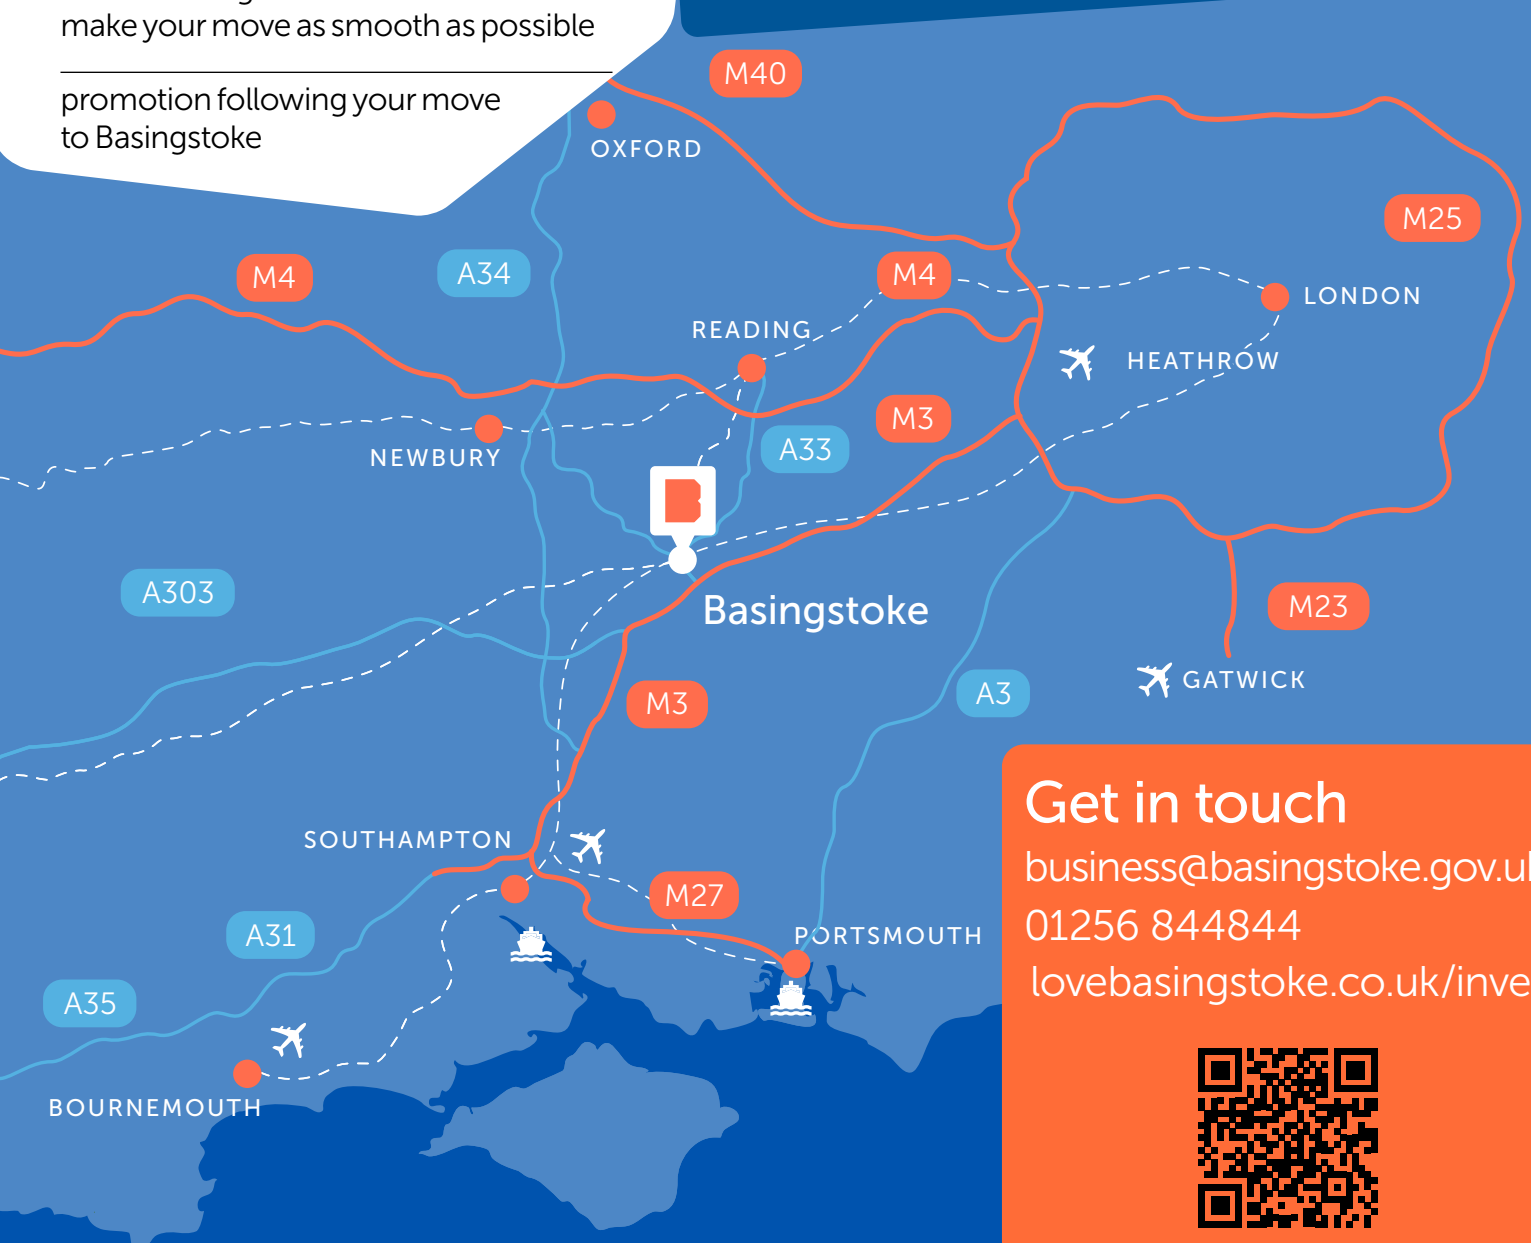 make your move as smooth as possible
promotion following your move
to Basingstoke
M40
OXFORD
M25
M4
A34
M4
LONDON
READING
HEATHROW
M3
A33
NEWBURY
B
A303
Basingstoke
M23
GATWICK
A3
M3
SOUTHAMPTON
M27
A31
PORTSMOUTH
A35
BOURNEMOUTH
Get in touch
business@basingstoke.gov.uk
01256 844844
lovebasingstoke.co.uk/inve